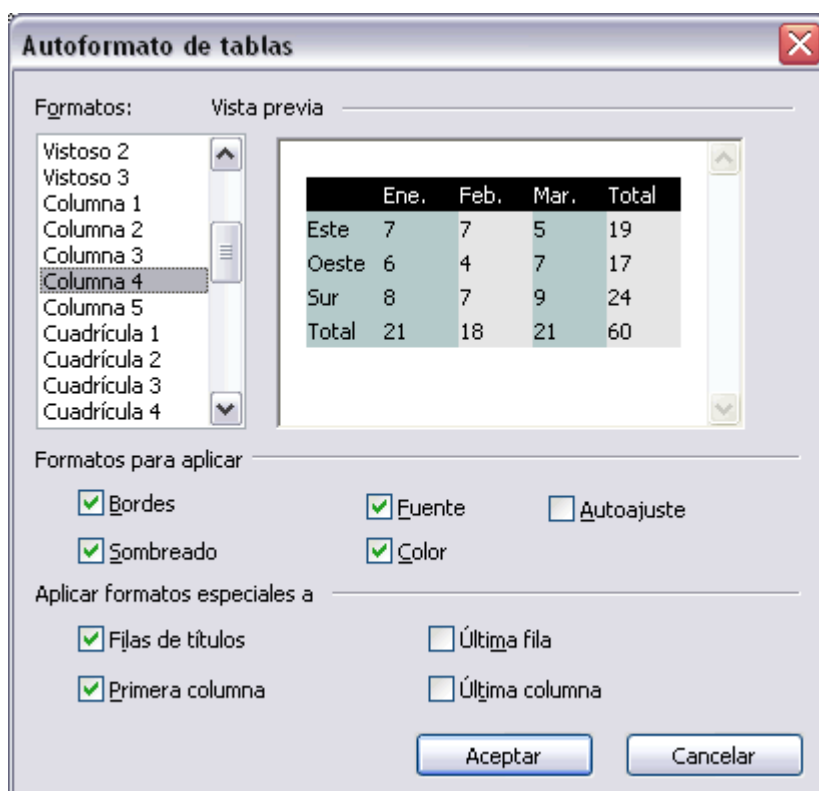 Autoformato de tablas
Formatos: Vista previa
Vistoso 2
Vistoso 3
Columna 1
Columna 2
Columna 3
Columna 4
Columna 5
Cuadrícula 1
Cuadrícula 2
Cuadrícula 3
Cuadrícula 4
Ene. Feb. Mar. Total
Este 7 7 5 19
Oeste 6 4 7 17
Sur 8 7 9 24
Total 21 18 21 60
Formatos para aplicar
Bordes Fuente Autoajuste
Sombreado Color
Aplicar formatos especiales a
Filas de títulos Última fila
Primera columna Última columna
Aceptar Cancelar